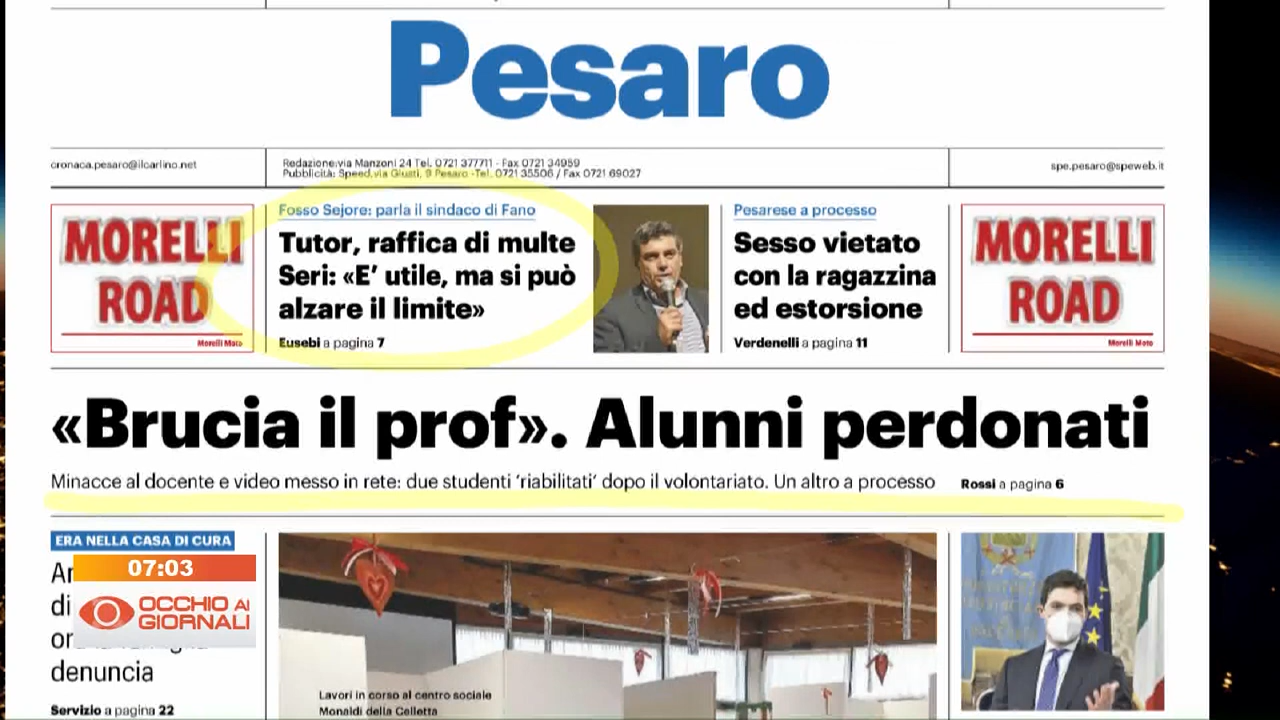 Pesaro
cronaca.pesaro@ilcarlino.net
Redazione:via Manzoni 24 Tel. 0721 377711 - Fax 0721 34959
Pubblicità: Speed.via Giusti, 9 Pesaro -Tel. 0721 35506 / Fax 0721 69027
spe.pesaro@speweb.it
MORELLI
ROAD
Morelli Moto
Fosso Sejore: parla il sindaco di Fano
Tutor, raffica di multe
Seri: «E' utile, ma si può
alzare il limite»
Eusebi a pagina 7
Pesarese a processo
Sesso vietato
con la ragazzina
ed estorsione
Verdenelli a pagina 11
MORELLI
ROAD
Morelli Moto
«Brucia il prof». Alunni perdonati
Minacce al docente e video messo in rete: due studenti 'riabilitati' dopo il volontariato. Un altro a processo
Rossi a pagina 6
ERA NELLA CASA DI CURA
07:03
OCCHIO AI
GIORNALI
denuncia
Servizio a pagina 22
Lavori in corso al centro sociale
Monaldi della Celletta